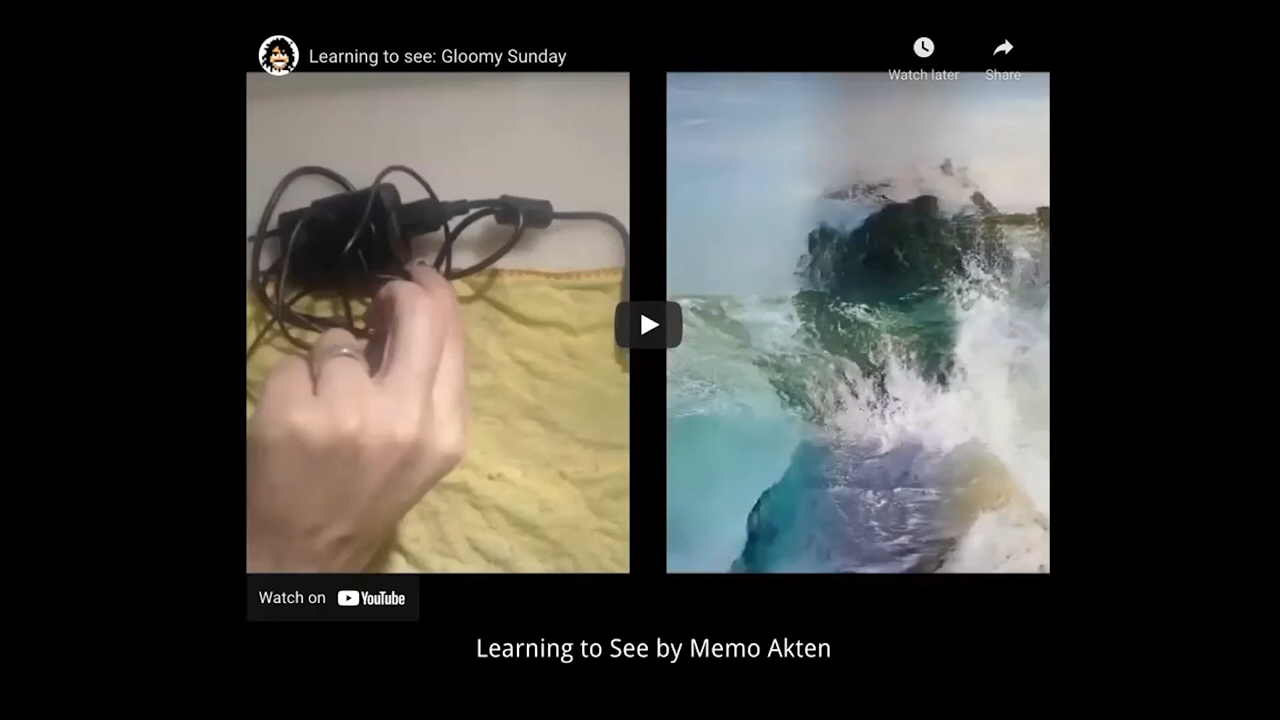 Learning to see: Gloomy Sunday
Watch later
Share
Watch on YouTube
Learning to See by Memo Akten